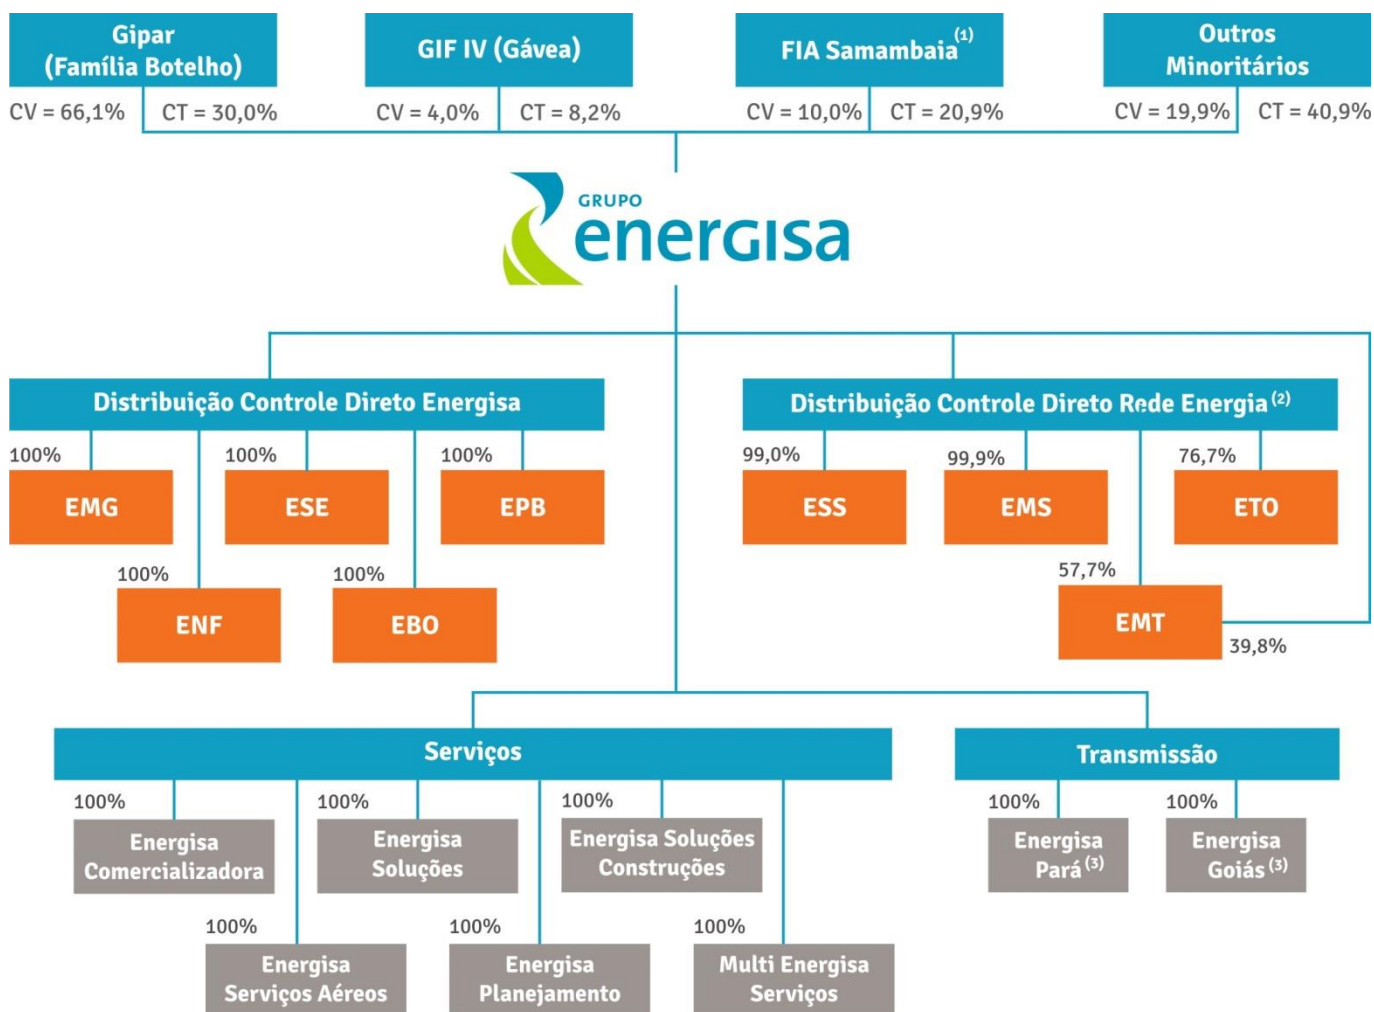 Gipar
(Família Botelho)
GIF IV (Gávea)
FIA Samambaia (1)
Outros
Minoritários
CV = 66,1% CT = 30,0%
CV = 4,0% CT = 8,2%
CV = 10,0% CT = 20,9%
CV = 19,9% CT = 40,9%
GRUPO
energisa
Distribuição Controle Direto Energisa
Distribuição Controle Direto Rede Energia (2)
100%
EMG
100%
ESE
100%
EPB
100%
ENF
100%
EBO
99,0%
ESS
99,9%
EMS
76,7%
ETO
57,7%
EMT
39,8%
Serviços
Transmissão
100%
Energisa
Comercializadora
100%
Energisa
Soluções
100%
Energisa Soluções
Construções
100%
Energisa
Pará (3)
100%
Energisa
Goiás (3)
100%
Energisa
Serviços Aéreos
100%
Energisa
Planejamento
100%
Multi Energisa
Serviços